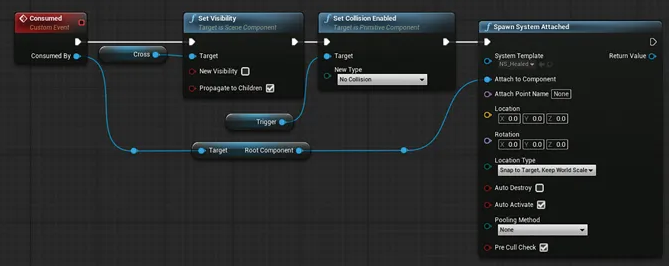 Consumed
Custom Event
Consumed By
Cross
Set Visibility
Target is Scene Component
Target
New Visibility
Propagate to Children
Trigger
Target Root Component
Set Collision Enabled
Target is Primitive Component
Target
New Type
No Collision
Spawn System Attached
System Template Return Value
NS_Healed
Attach to Component
Attach Point Name None
Location
X 0.0 Y 0.0 Z 0.0
Rotation
X 0.0 Y 0.0 Z 0.0
Location Type
Snap to Target, Keep World Scale
Auto Destroy
Auto Activate
Pooling Method
None
Pre Cull Check